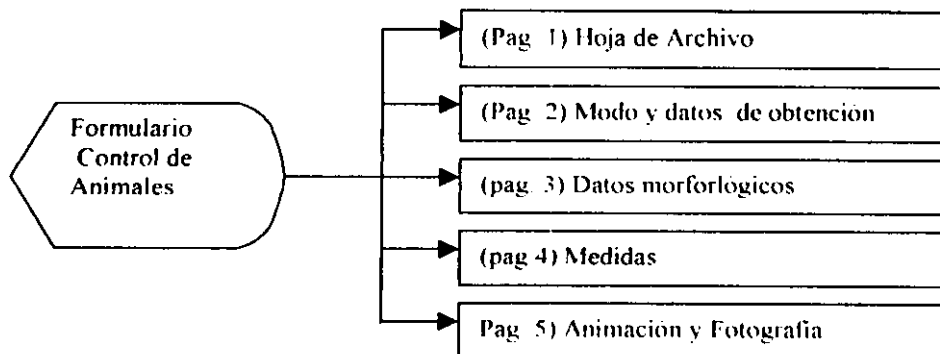 Formulario
Control de
Animales
(Pag 1) Hoja de Archivo
(Pag 2) Modo y datos de obtención
(pag 3) Datos morforlógicos
(pag 4) Medidas
Pag 5) Animación y Fotografía